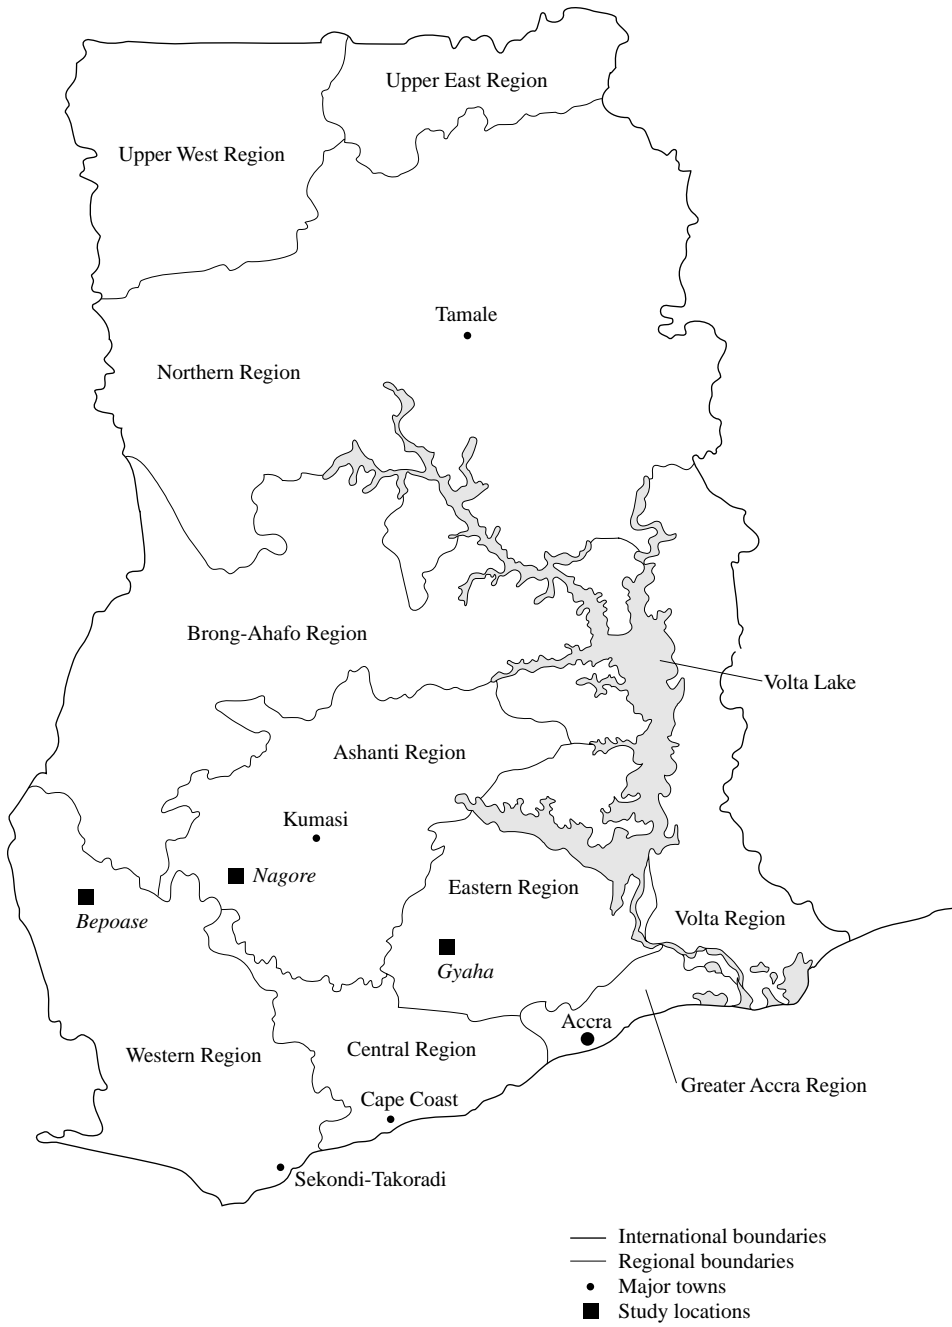 Upper East Region
Upper West Region
Tamale
Northern Region
Brong-Ahafo Region
Volta Lake
Ashanti Region
Kumasi
Nagore
Eastern Region
Bepoase
Volta Region
Gyaha
Accra
Western Region
Central Region
Greater Accra Region
Cape Coast
Sekondi-Takoradi
International boundaries
Regional boundaries
Major towns
Study locations